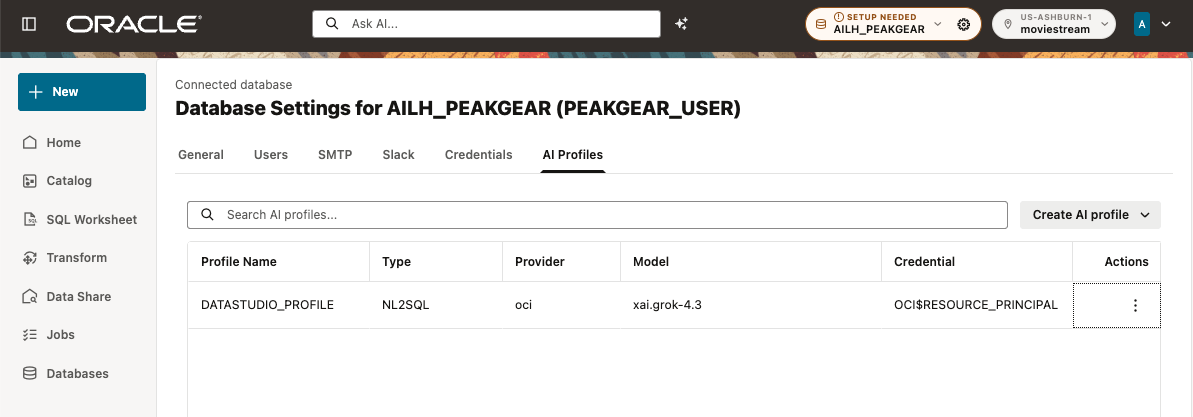 ORACLE
Ask AI...
SETUP NEEDED
AILH_PEAKGEAR
US-ASHBURN-1
moviestream
A
New
Home
Catalog
SQL Worksheet
Transform
Data Share
Jobs
Databases
Connected database
Database Settings for AILH_PEAKGEAR (PEAKGEAR_USER)
General Users SMTP Slack Credentials AI Profiles
Search AI profiles...
Create AI profile
Profile Name Type Provider Model Credential Actions
DATASTUDIO_PROFILE NL2SQL oci xai.grok-4.3 OCI$RESOURCE_PRINCIPAL